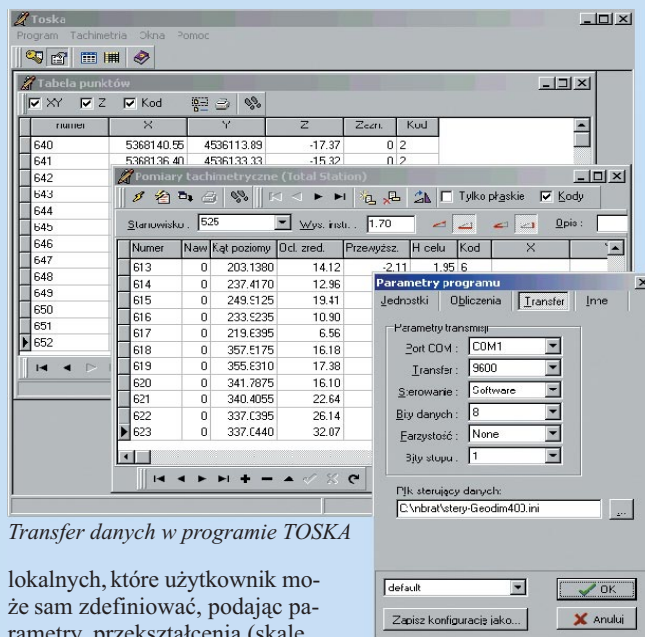 Toska
Program Tachimetria Okna Pomoc
Tabela punktów
XY Z Kod
numer X Y Z Kod
640 5368140.55 4536113.89 -17.37 0 2
641 5368136.40 4536133.33 -15.32 0 2
642
643
644
645
646
647
648
649
650
651
652
Pomiary tachimetryczne (Total Station)
Tylko płaskie Kody
525 1.70 Opis :
Numer Naw Kąt poziomy Odl. zred. Przewyższ. H celu Kod X
613 0 203.1380 14.12 -2.11 1.95 6
614 0 237.4170 12.96
615 0 249.9125 19.41
616 0 233.9235 10.90
617 0 219.6395 6.56
618 0 357.5175 16.18
619 0 355.8310 17.38
620 0 341.7875 16.10
621 0 340.4055 22.64
622 0 337.0395 26.14
623 0 337.0440 32.07
Parametry programu
Jednostki Obliczenia Transfer Inne
Parametry transmisji
Port COM : COM1
Transfer : 9600
Sterowanie : Software
Bity danych : 8
Parzystość : None
Bity stopu : 1
Plik sterujący danych:
C:\nbrat\stery-Geodim400.ini ...
default OK
Zapisz konfigurację jako... Anuluj
Transfer danych w programie TOSKA
lokalnych, które użytkownik mo-
że sam zdefiniować, podając pa-
rametry przekształcenia (skalę